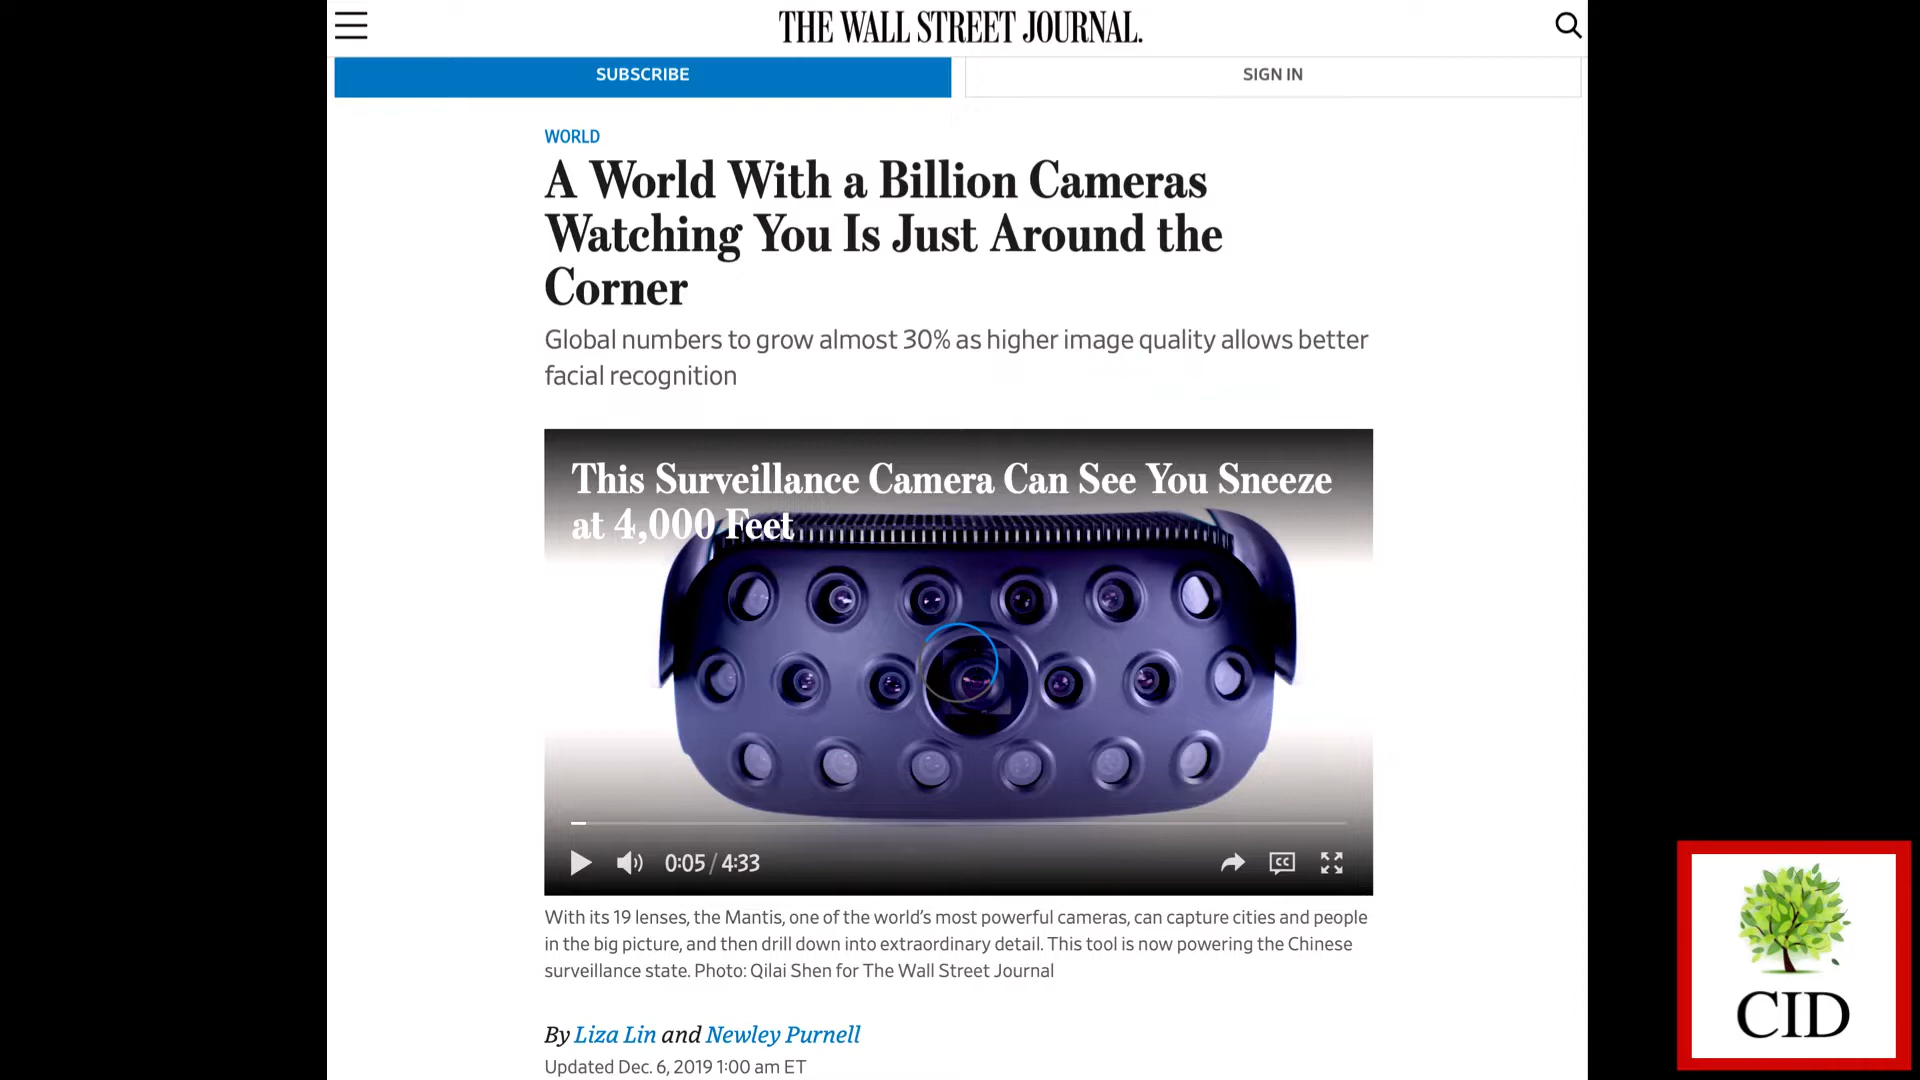 THE WALL STREET JOURNAL.
SUBSCRIBE
SIGN IN
WORLD
A World With a Billion Cameras
Watching You Is Just Around the
Corner
Global numbers to grow almost 30% as higher image quality allows better
facial recognition
This Surveillance Camera Can See You Sneeze
at 4,000 Feet
0:05 / 4:33
CC
With its 19 lenses, the Mantis, one of the world's most powerful cameras, can capture cities and people
in the big picture, and then drill down into extraordinary detail. This tool is now powering the Chinese
surveillance state. Photo: Qilai Shen for The Wall Street Journal
By Liza Lin and Newley Purnell
Updated Dec. 6, 2019 1:00 am ET
CID